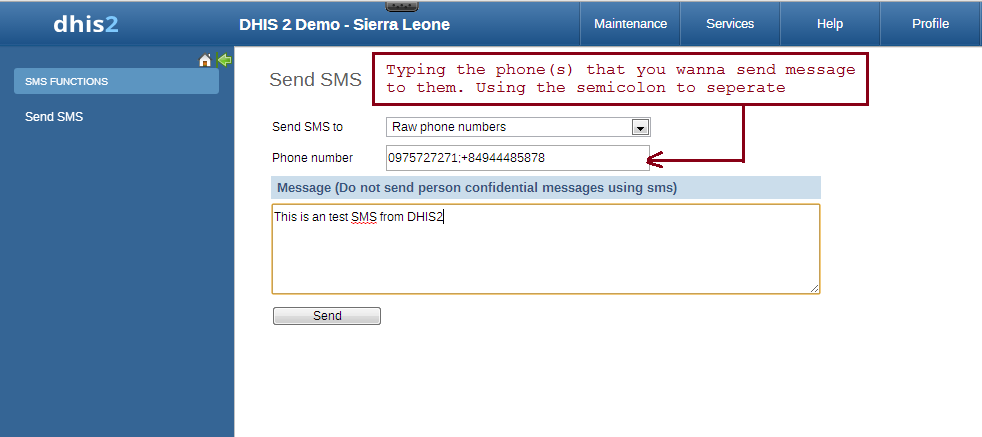 dhis2
DHIS 2 Demo - Sierra Leone
Maintenance
Services
Help
Profile
SMS FUNCTIONS
Send SMS
Send SMS
Typing the phone(s) that you wanna send message
to them. Using the semicolon to seperate
Send SMS to
Raw phone numbers
Phone number
0975727271;+84944485878
Message (Do not send person confidential messages using sms)
This is an test SMS from DHIS2
Send